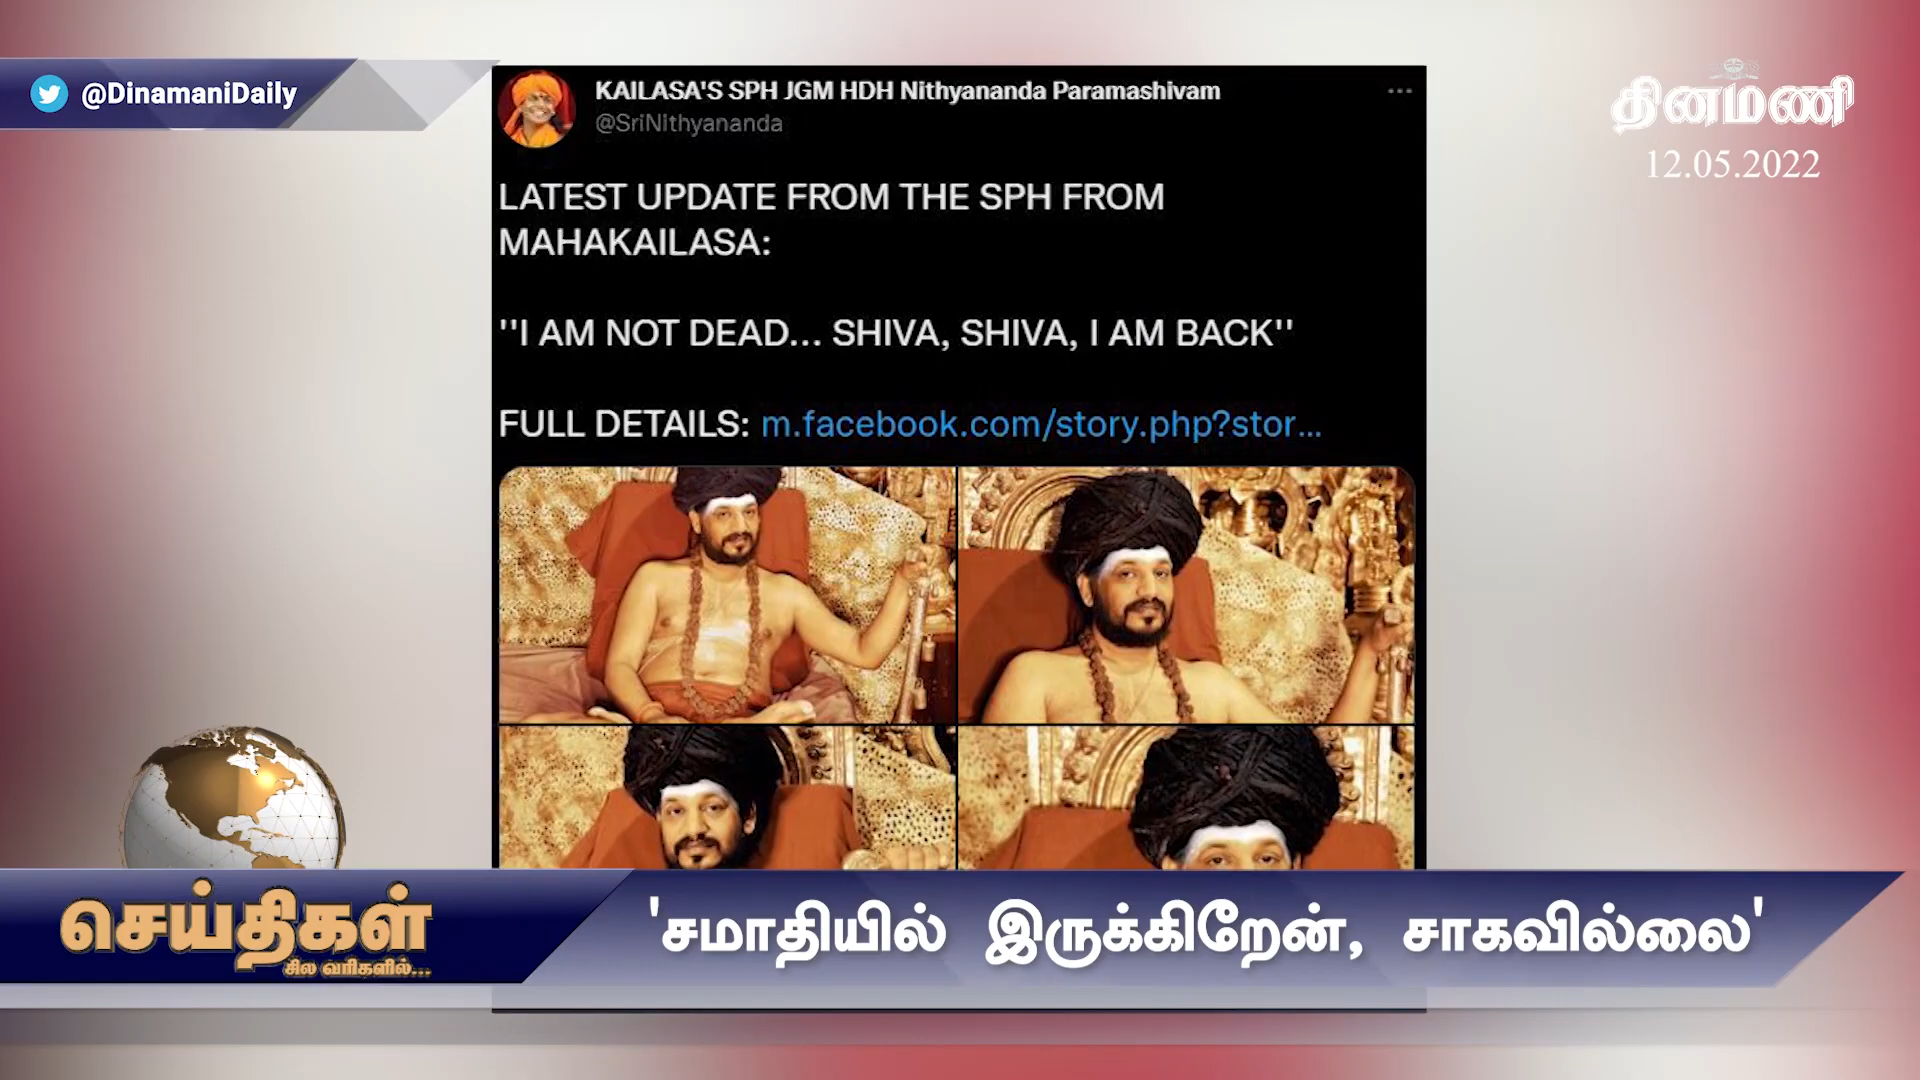 @DinamaniDaily
KAILASA'S SPH JGM HDH Nithyananda Paramashivam
@SriNithyananda
தினமணி
12.05.2022
LATEST UPDATE FROM THE SPH FROM
MAHAKAILASA:
''I AM NOT DEAD... SHIVA, SHIVA, I AM BACK''
FULL DETAILS: m.facebook.com/story.php?stor...
செய்திகள்
சில வரிகளில்...
'சமாதியில் இருக்கிறேன், சாகவில்லை'